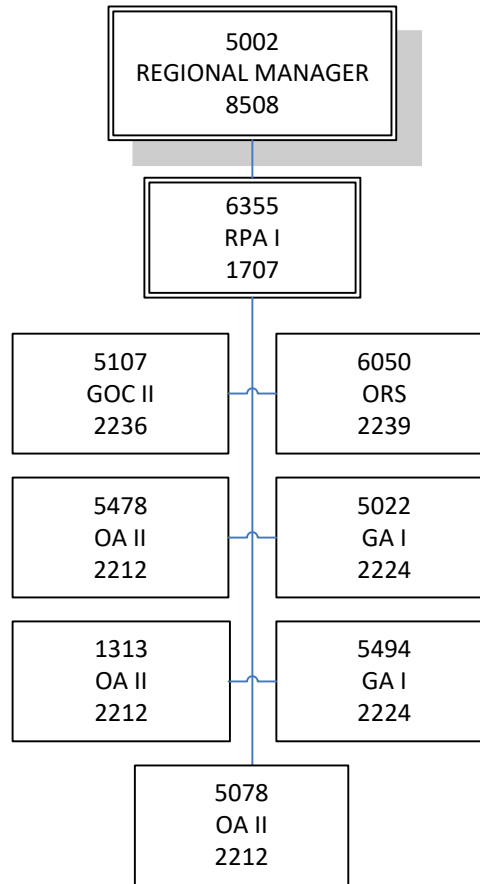 5002
REGIONAL MANAGER
8508
6355
RPA I
1707
5107
GOC II
2236
6050
ORS
2239
5478
OA II
2212
5022
GA I
2224
1313
OA II
2212
5494
GA I
2224
5078
OA II
2212